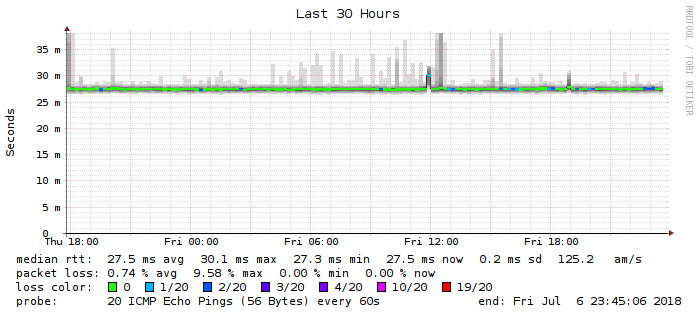 Last 30 Hours
RRDTOOL / TOBI OETIKER
Seconds
35 m
30 m
25 m
20 m
15 m
10 m
5 m
0
Thu 18:00 Fri 00:00 Fri 06:00 Fri 12:00 Fri 18:00
median rtt: 27.5 ms avg 30.1 ms max 27.3 ms min 27.5 ms now 0.2 ms sd 125.2 am/s
packet loss: 0.74 % avg 9.58 % max 0.00 % min 0.00 % now
loss color: 0 1/20 2/20 3/20 4/20 10/20 19/20
probe: 20 ICMP Echo Pings (56 Bytes) every 60s end: Fri Jul 6 23:45:06 2018